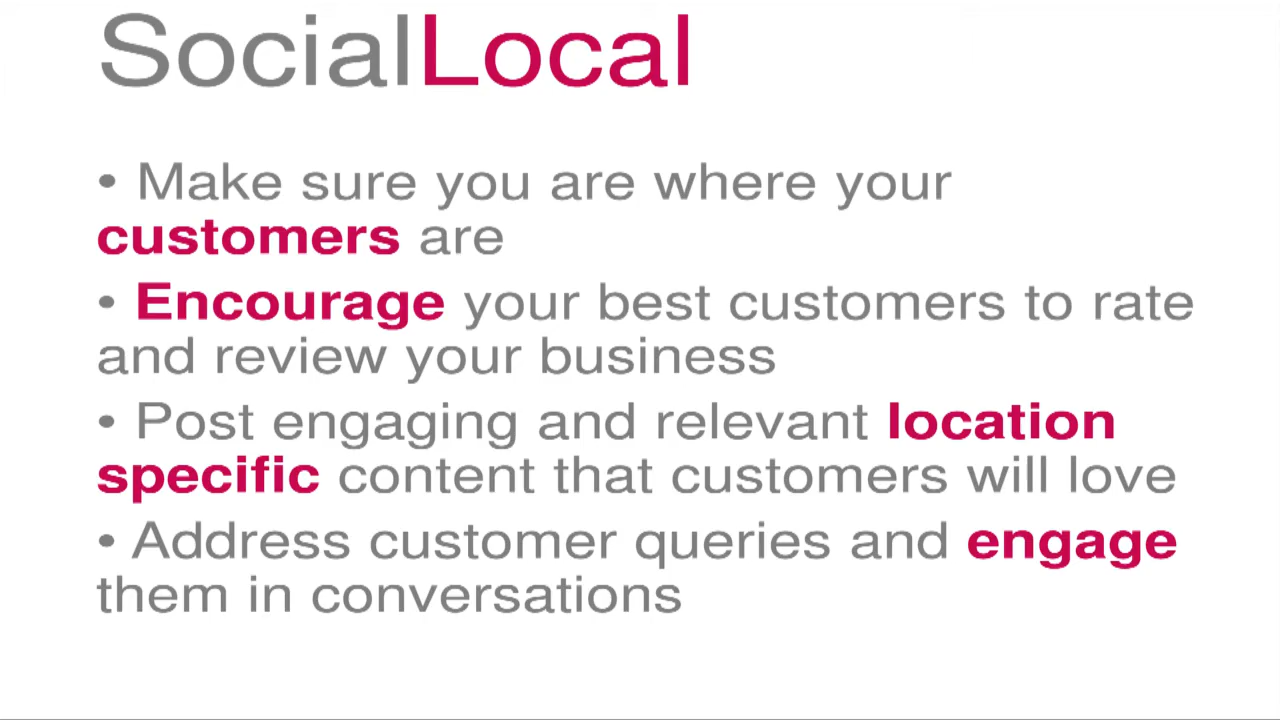 SocialLocal
• Make sure you are where your
customers are
• Encourage your best customers to rate
and review your business
• Post engaging and relevant location
specific content that customers will love
• Address customer queries and engage
them in conversations